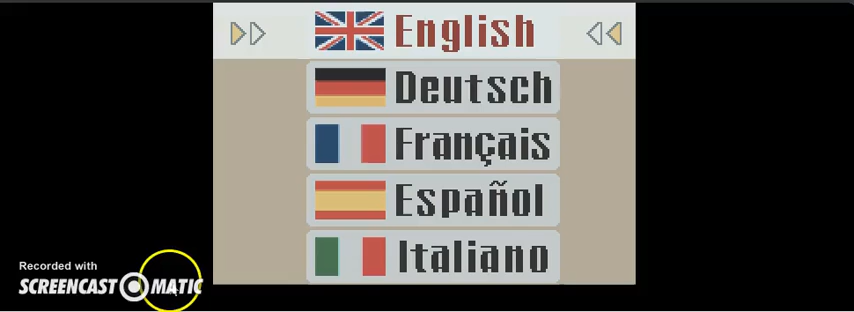 English
Deutsch
Français
Español
Italiano
Recorded with
SCREENCAST MATIC